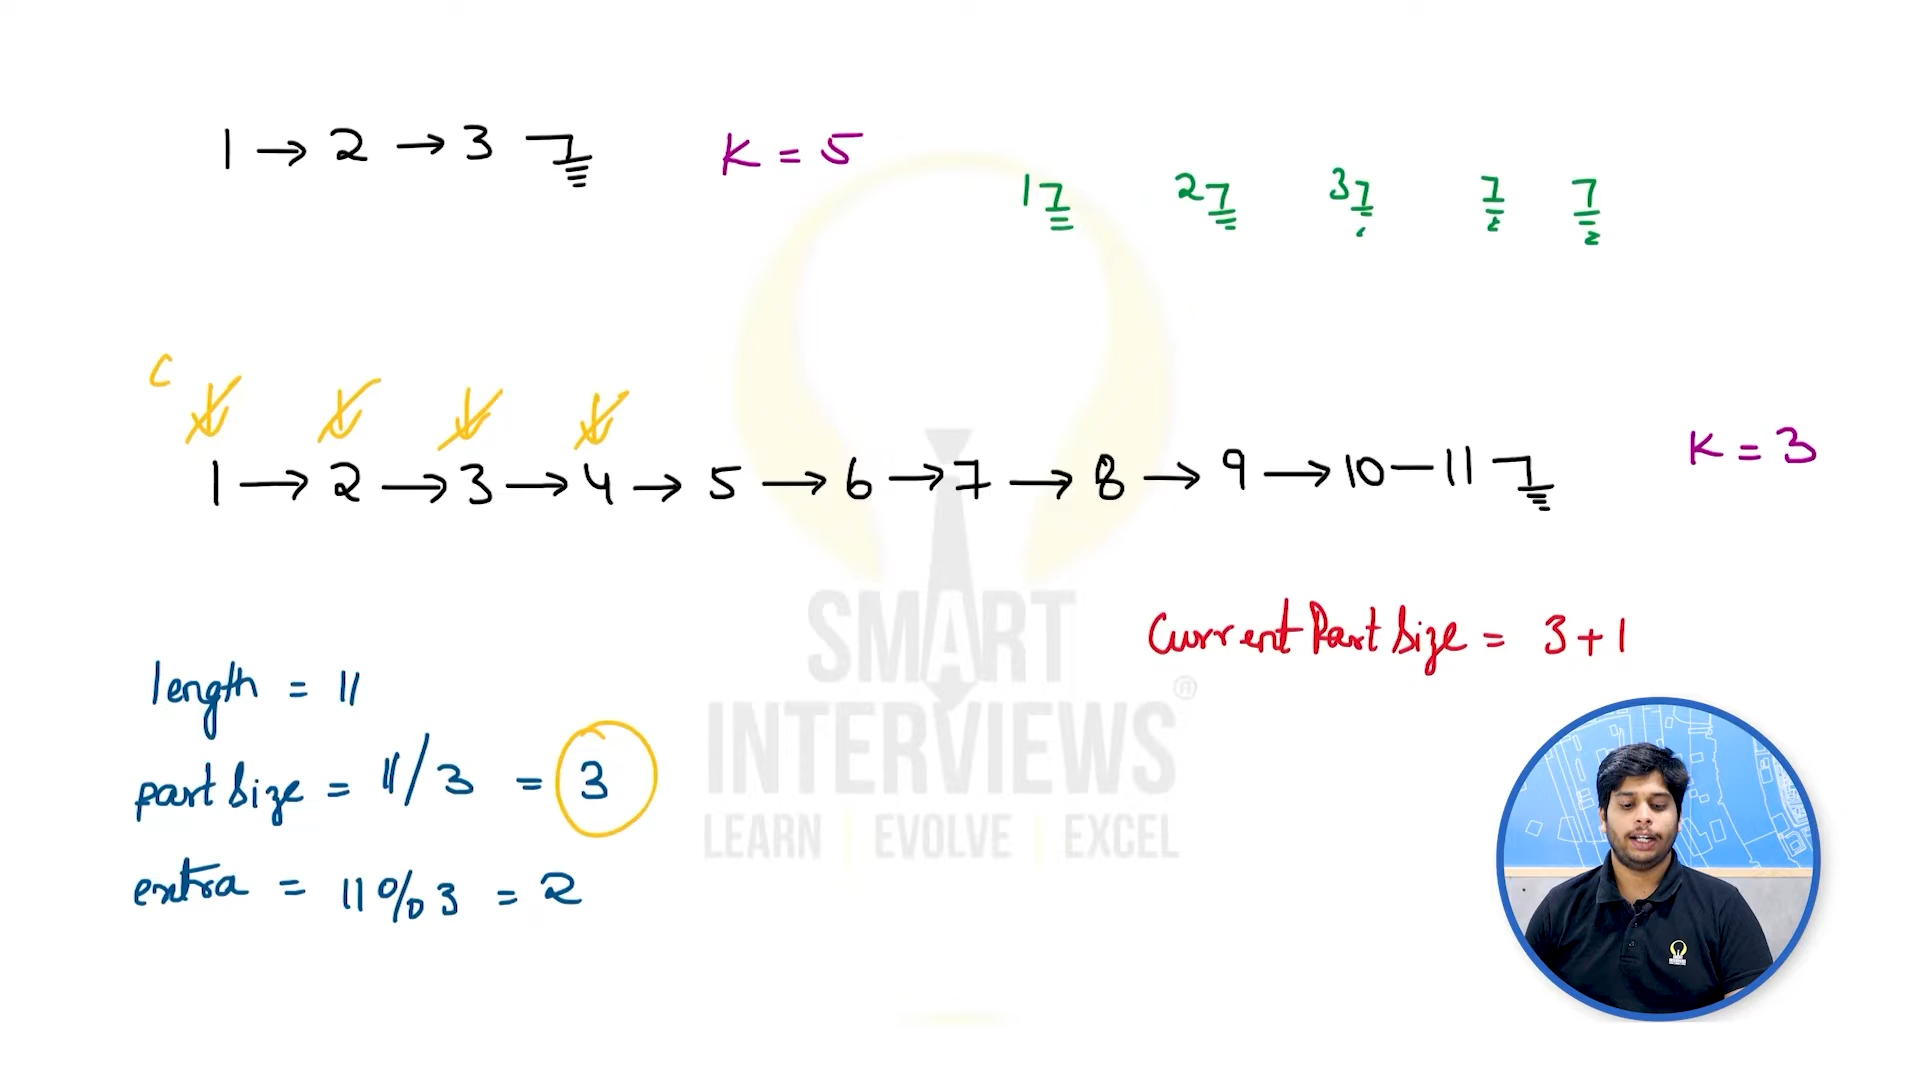 1 → 2 → 3
K = 5
1 2 3
C
1 → 2 → 3 → 4 → 5 → 6 → 7 → 8 → 9 → 10 – 11
K = 3
Current Part Size = 3 + 1
length = 11
part Size = 11/3 = 3
extra = 11 % 3 = 2
SMART
INTERVIEWS®
LEARN | EVOLVE | EXCEL